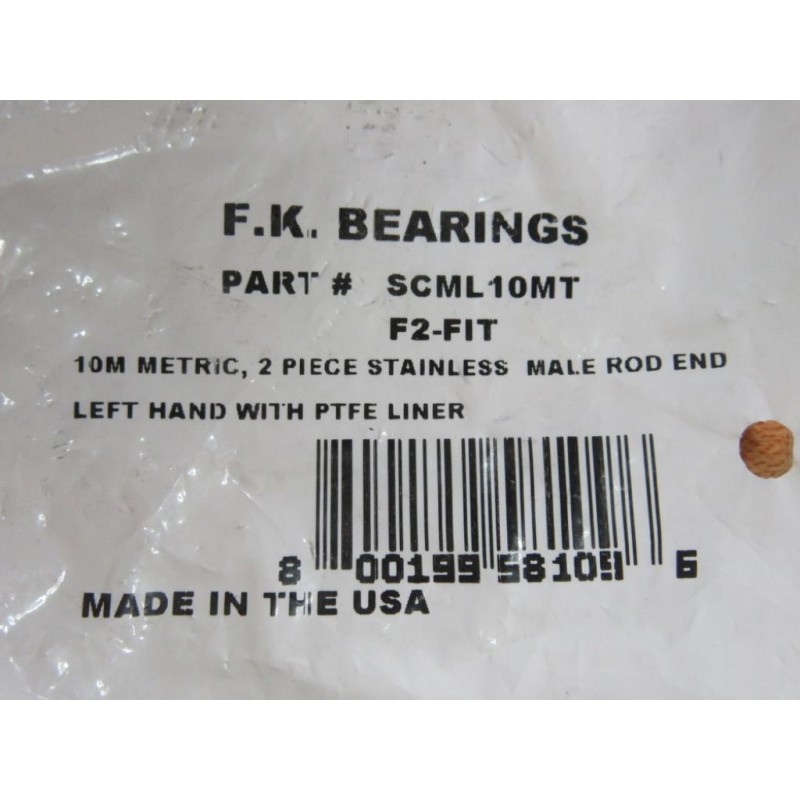 F.K. BEARINGS
PART # SCML10MT
F2-FIT
10M METRIC, 2 PIECE STAINLESS MALE ROD END
LEFT HAND WITH PTFE LINER
8 00199 58109 6
MADE IN THE USA